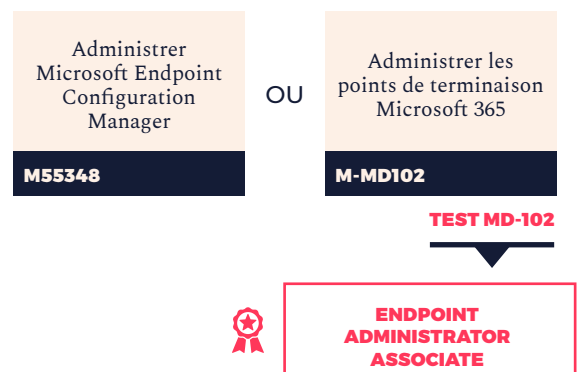 Administrer
Microsoft Endpoint
Configuration
Manager
M55348
OU
Administrer les
points de terminaison
Microsoft 365
M-MD102
TEST MD-102
ENDPOINT
ADMINISTRATOR
ASSOCIATE